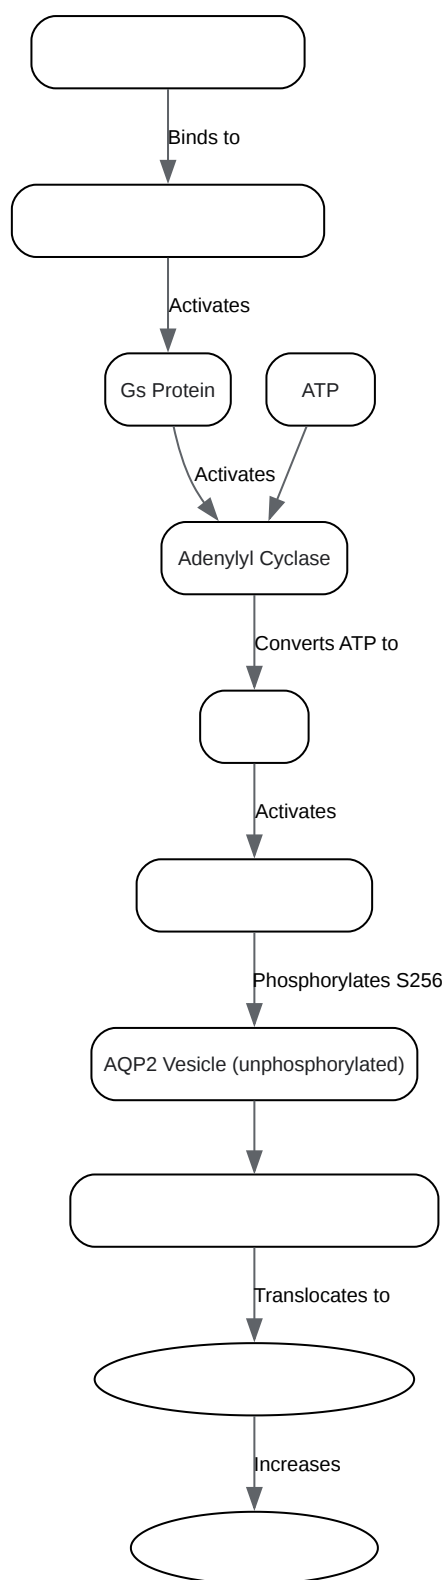 Binds to
Activates
Gs Protein
ATP
Activates
Adenylyl Cyclase
Converts ATP to
Activates
Phosphorylates S256
AQP2 Vesicle (unphosphorylated)
Translocates to
Increases